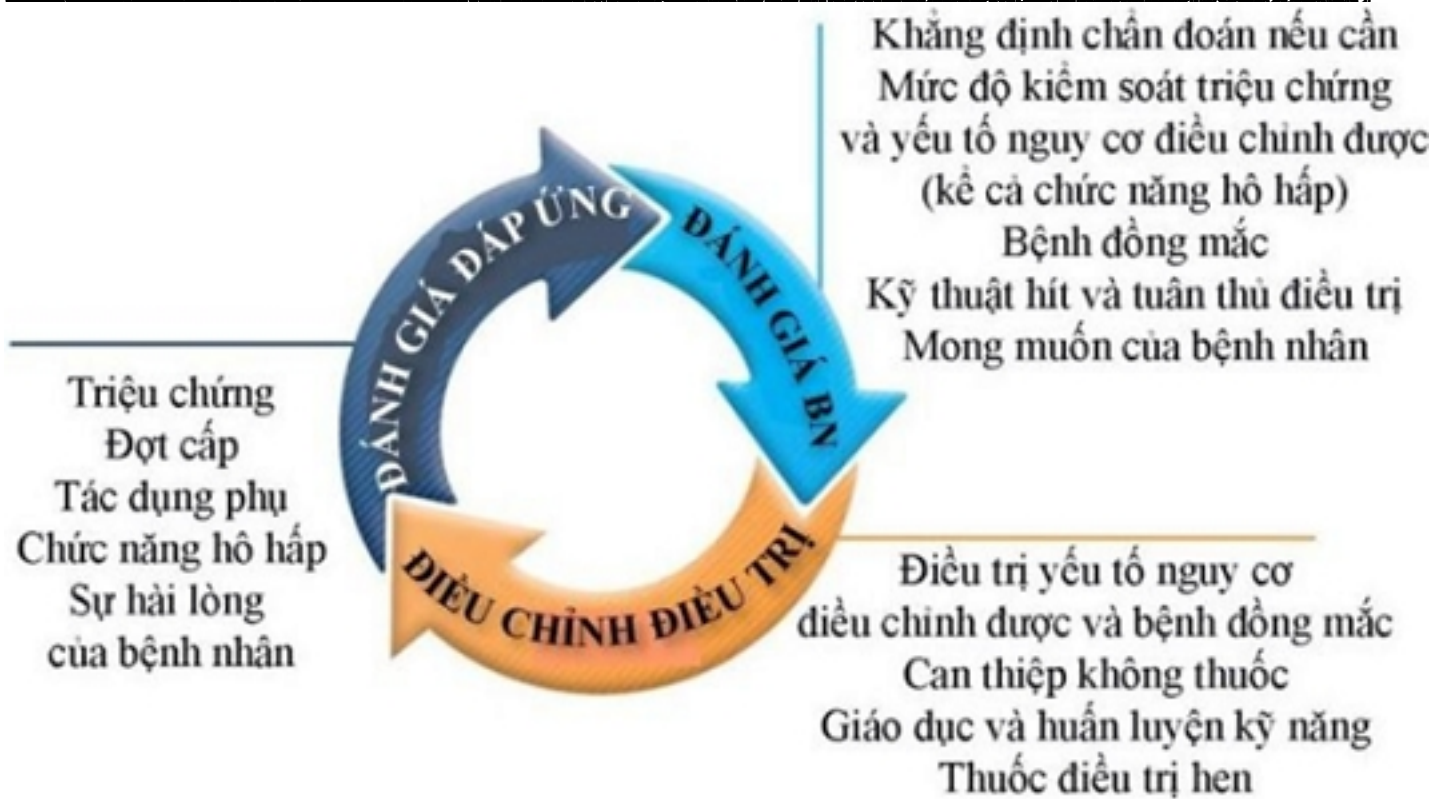 Khẳng định chẩn đoán nếu cần
Mức độ kiểm soát triệu chứng
và yếu tố nguy cơ điều chỉnh được
(kể cả chức năng hô hấp)
Bệnh đồng mắc
Kỹ thuật hít và tuân thủ điều trị
Mong muốn của bệnh nhân
ĐÁNH GIÁ ĐÁP ỨNG
ĐÁNH GIÁ BN
ĐIỀU CHỈNH ĐIỀU TRỊ
Triệu chứng
Đợt cấp
Tác dụng phụ
Chức năng hô hấp
Sự hài lòng
của bệnh nhân
Điều trị yếu tố nguy cơ
điều chỉnh được và bệnh đồng mắc
Can thiệp không thuốc
Giáo dục và huấn luyện kỹ năng
Thuốc điều trị hen